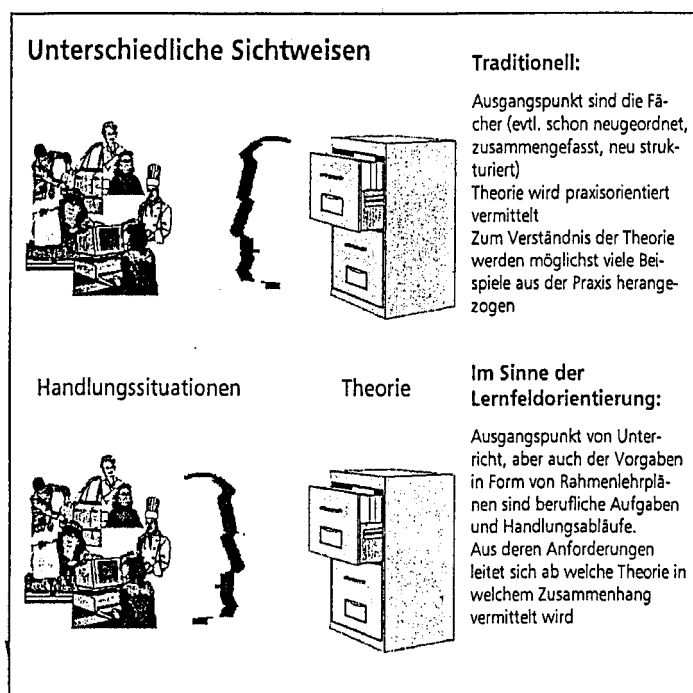 Unterschiedliche Sichtweisen
Traditionell:
Ausgangspunkt sind die Fä-
cher (evtl. schon neugeordnet,
zusammengefasst, neu struk-
turiert)
Theorie wird praxisorientiert
vermittelt
Zum Verständnis der Theorie
werden möglichst viele Bei-
spiele aus der Praxis herange-
zogen
Handlungssituationen
Theorie
Im Sinne der
Lernfeldorientierung:
Ausgangspunkt von Unter-
richt, aber auch der Vorgaben
in Form von Rahmenlehrplä-
nen sind berufliche Aufgaben
und Handlungsabläufe.
Aus deren Anforderungen
leitet sich ab welche Theorie in
welchem Zusammenhang
vermittelt wird